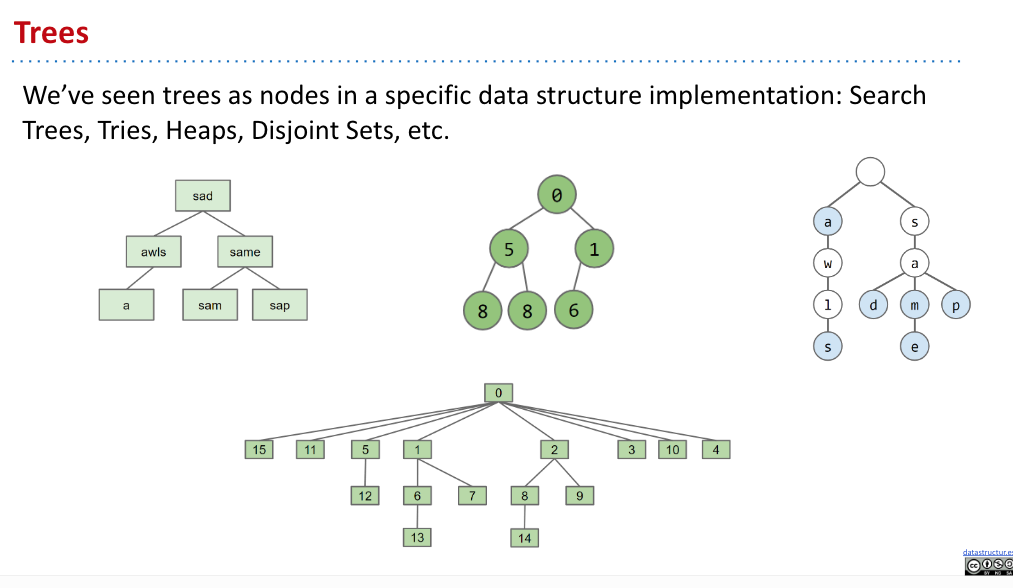 Trees
We've seen trees as nodes in a specific data structure implementation: Search
Trees, Tries, Heaps, Disjoint Sets, etc.
sad
awls
same
a
sam
sap
0
5
1
8
8
6
a
s
w
a
l
d
m
p
s
e
0
15
11
5
1
2
3
10
4
12
6
7
8
9
13
14
datastructur.es